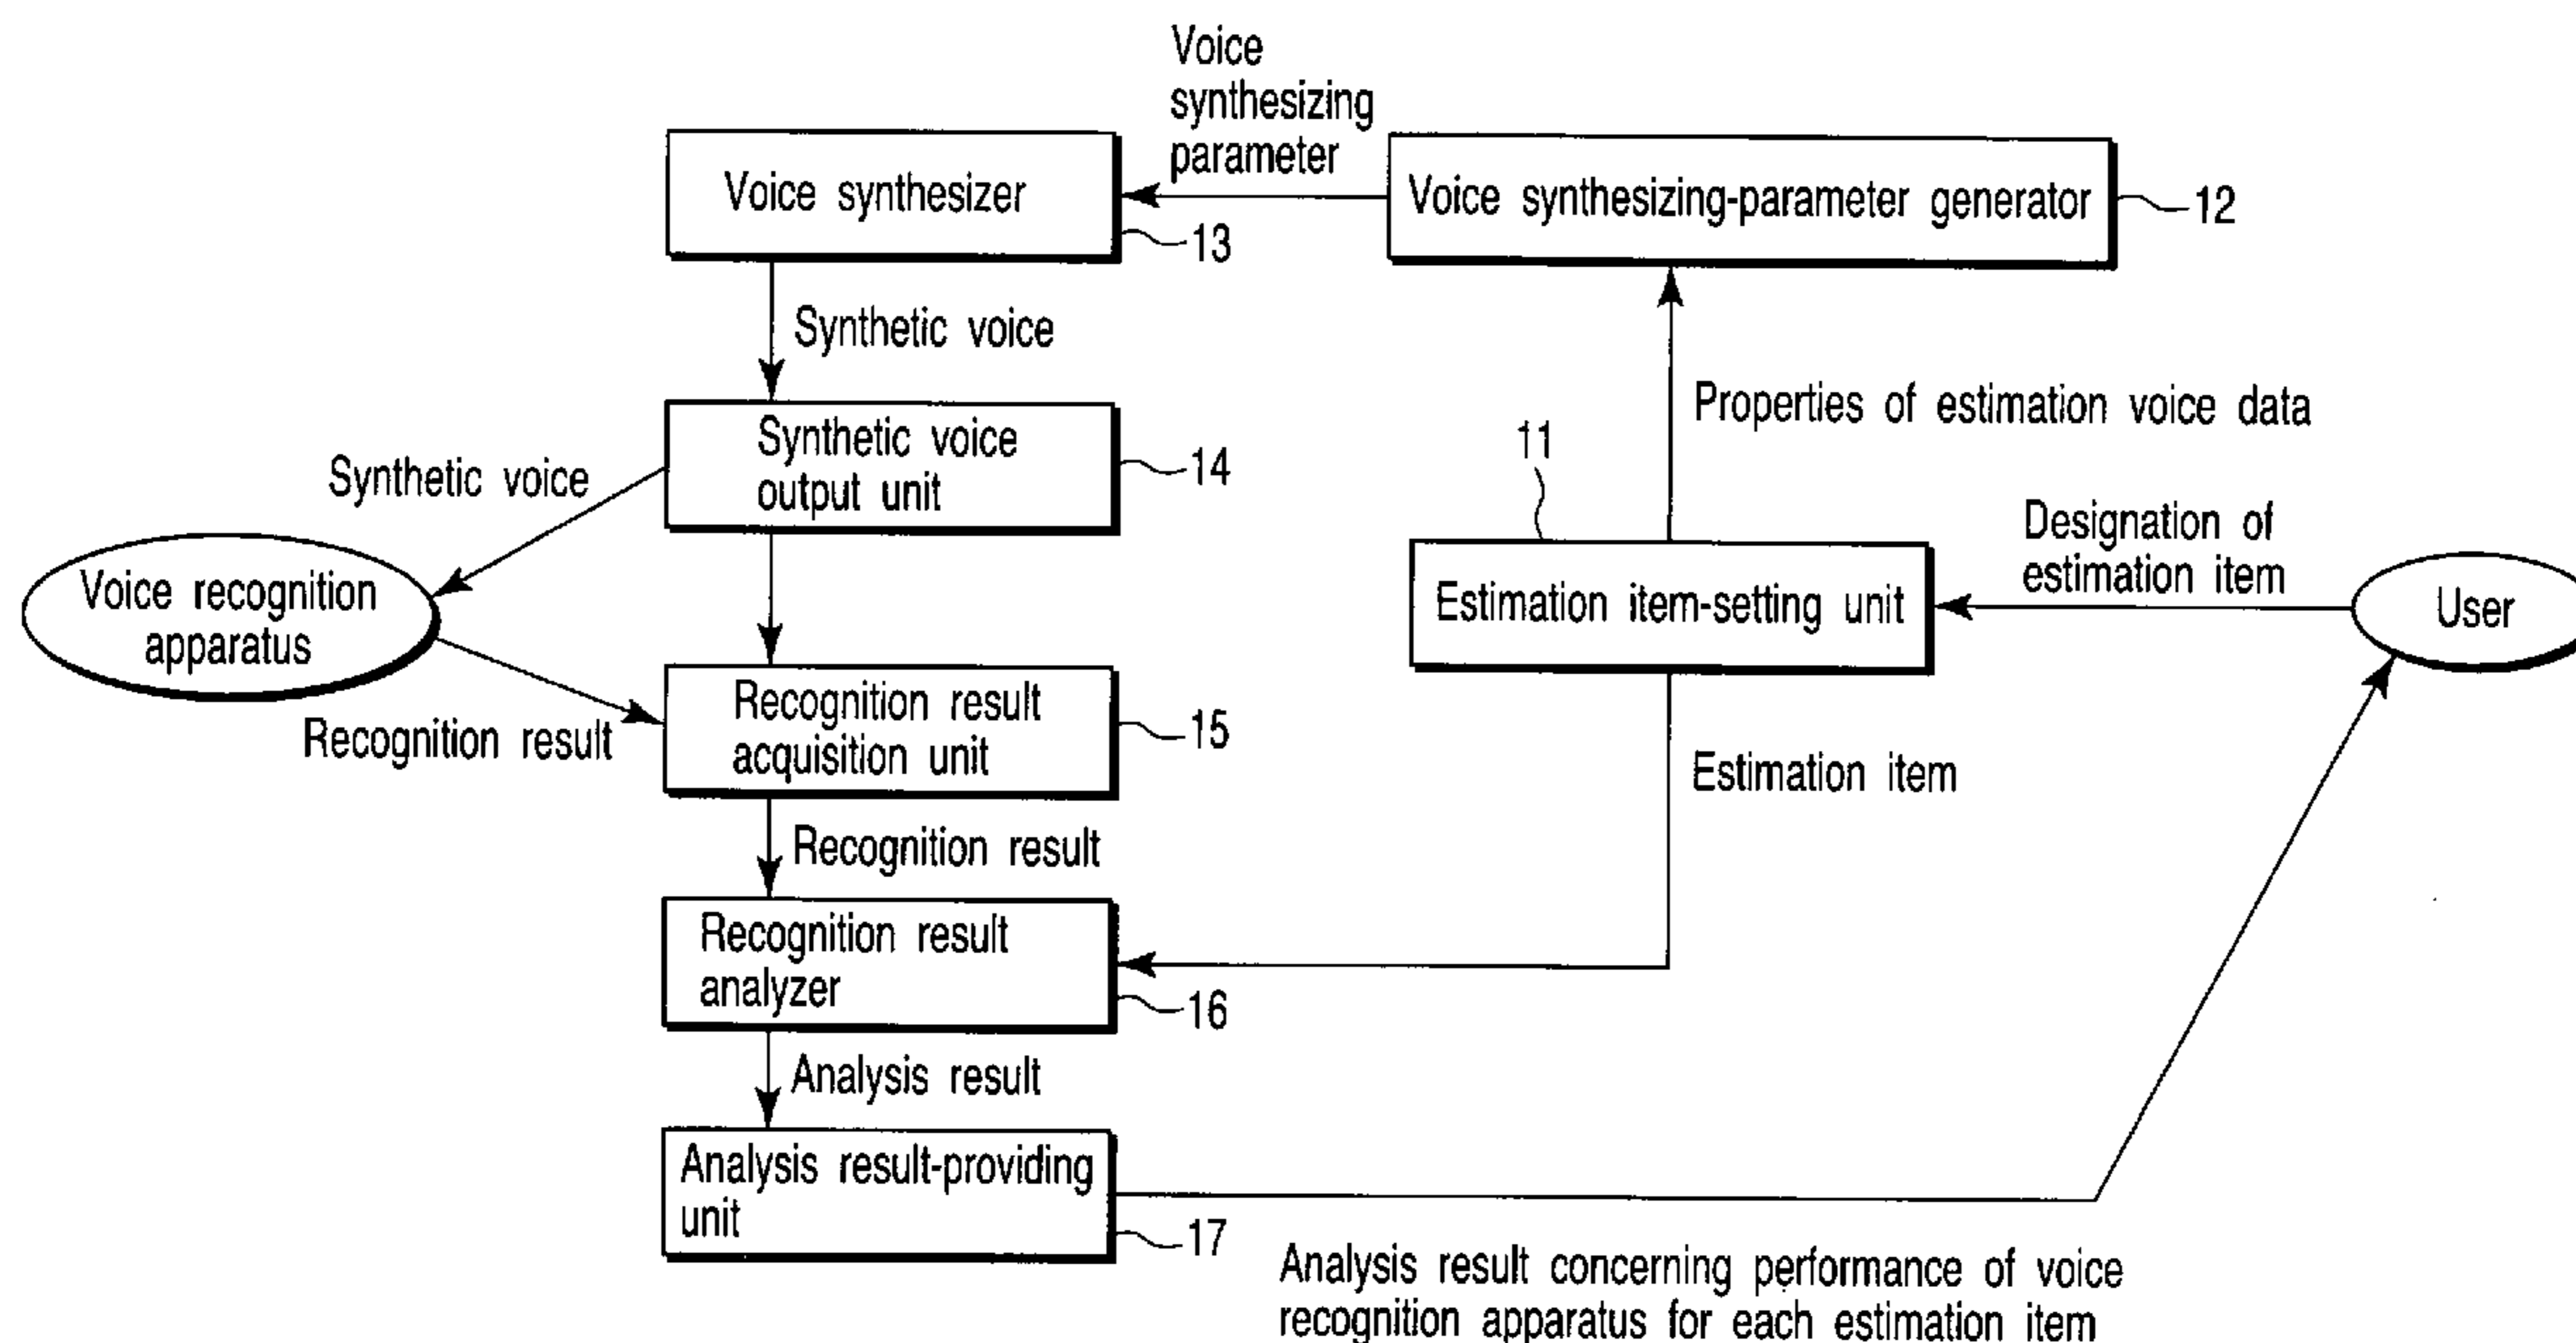 Voice
synthesizing
parameter
Voice synthesizer
13
Voice synthesizing-parameter generator
12
Synthetic voice
Synthetic voice
output unit
14
Synthetic voice
Properties of estimation voice data
11
Designation of
estimation item
Voice recognition
apparatus
Estimation item-setting unit
User
Recognition result
Recognition result
acquisition unit
15
Estimation item
Recognition result
Recognition result
analyzer
16
Analysis result
Analysis result-providing
unit
17
Analysis result concerning performance of voice
recognition apparatus for each estimation item